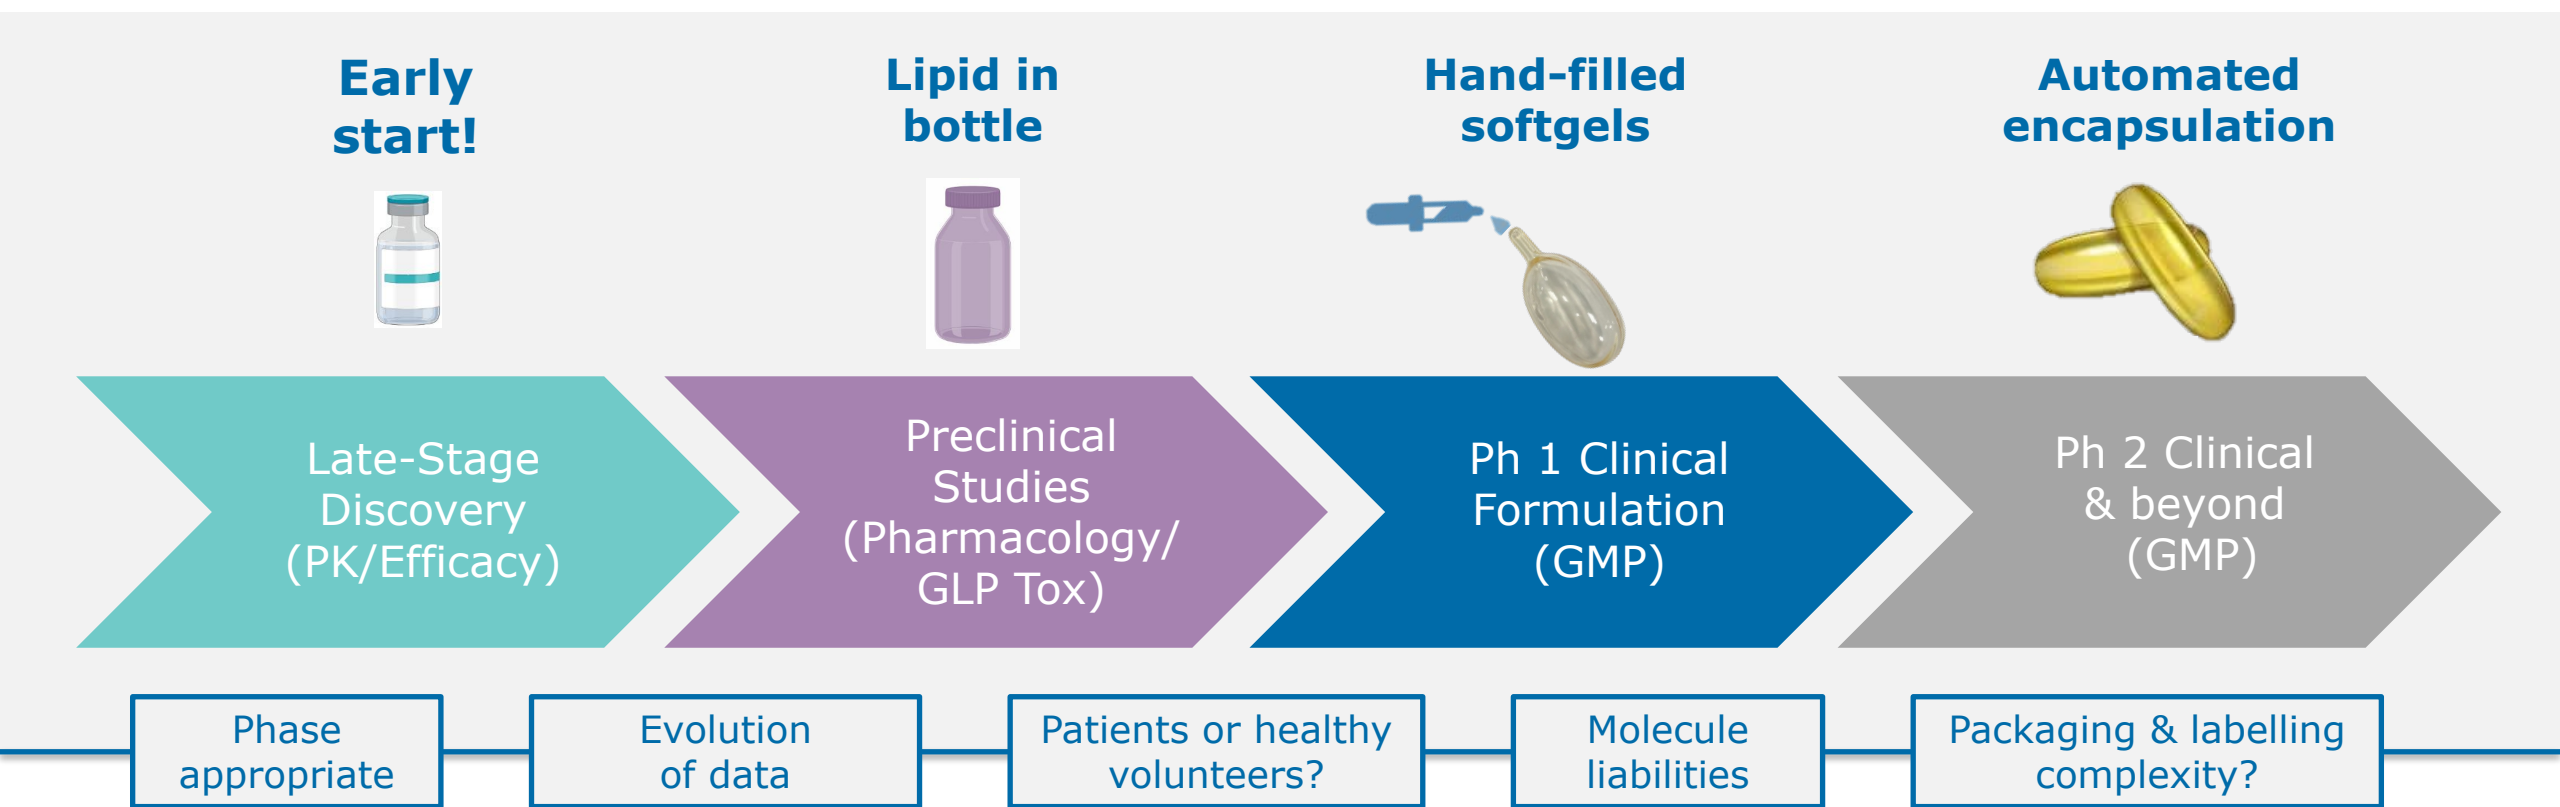 Early
start!
Lipid in
bottle
Hand-filled
softgels
Automated
encapsulation
Late-Stage
Discovery
(PK/Efficacy)
Preclinical
Studies
(Pharmacology/
GLP Tox)
Ph 1 Clinical
Formulation
(GMP)
Ph 2 Clinical
& beyond
(GMP)
Phase
appropriate
Evolution
of data
Patients or healthy
volunteers?
Molecule
liabilities
Packaging & labelling
complexity?